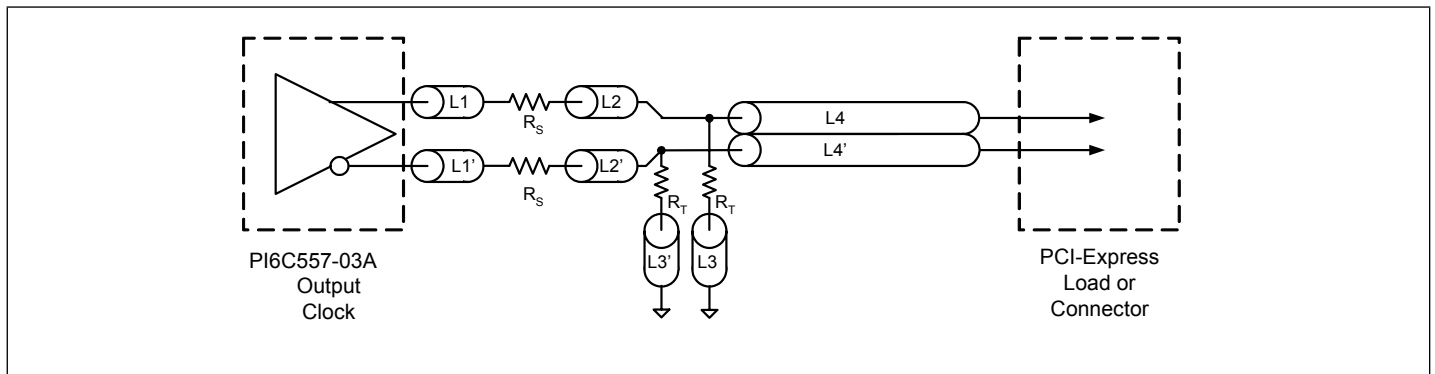 L1
R_S
L2
L4
L1’
R_S
L2’
L4’
R_T
R_T
L3’
L3
PI6C557-03A
Output
Clock
PCI-Express
Load or
Connector